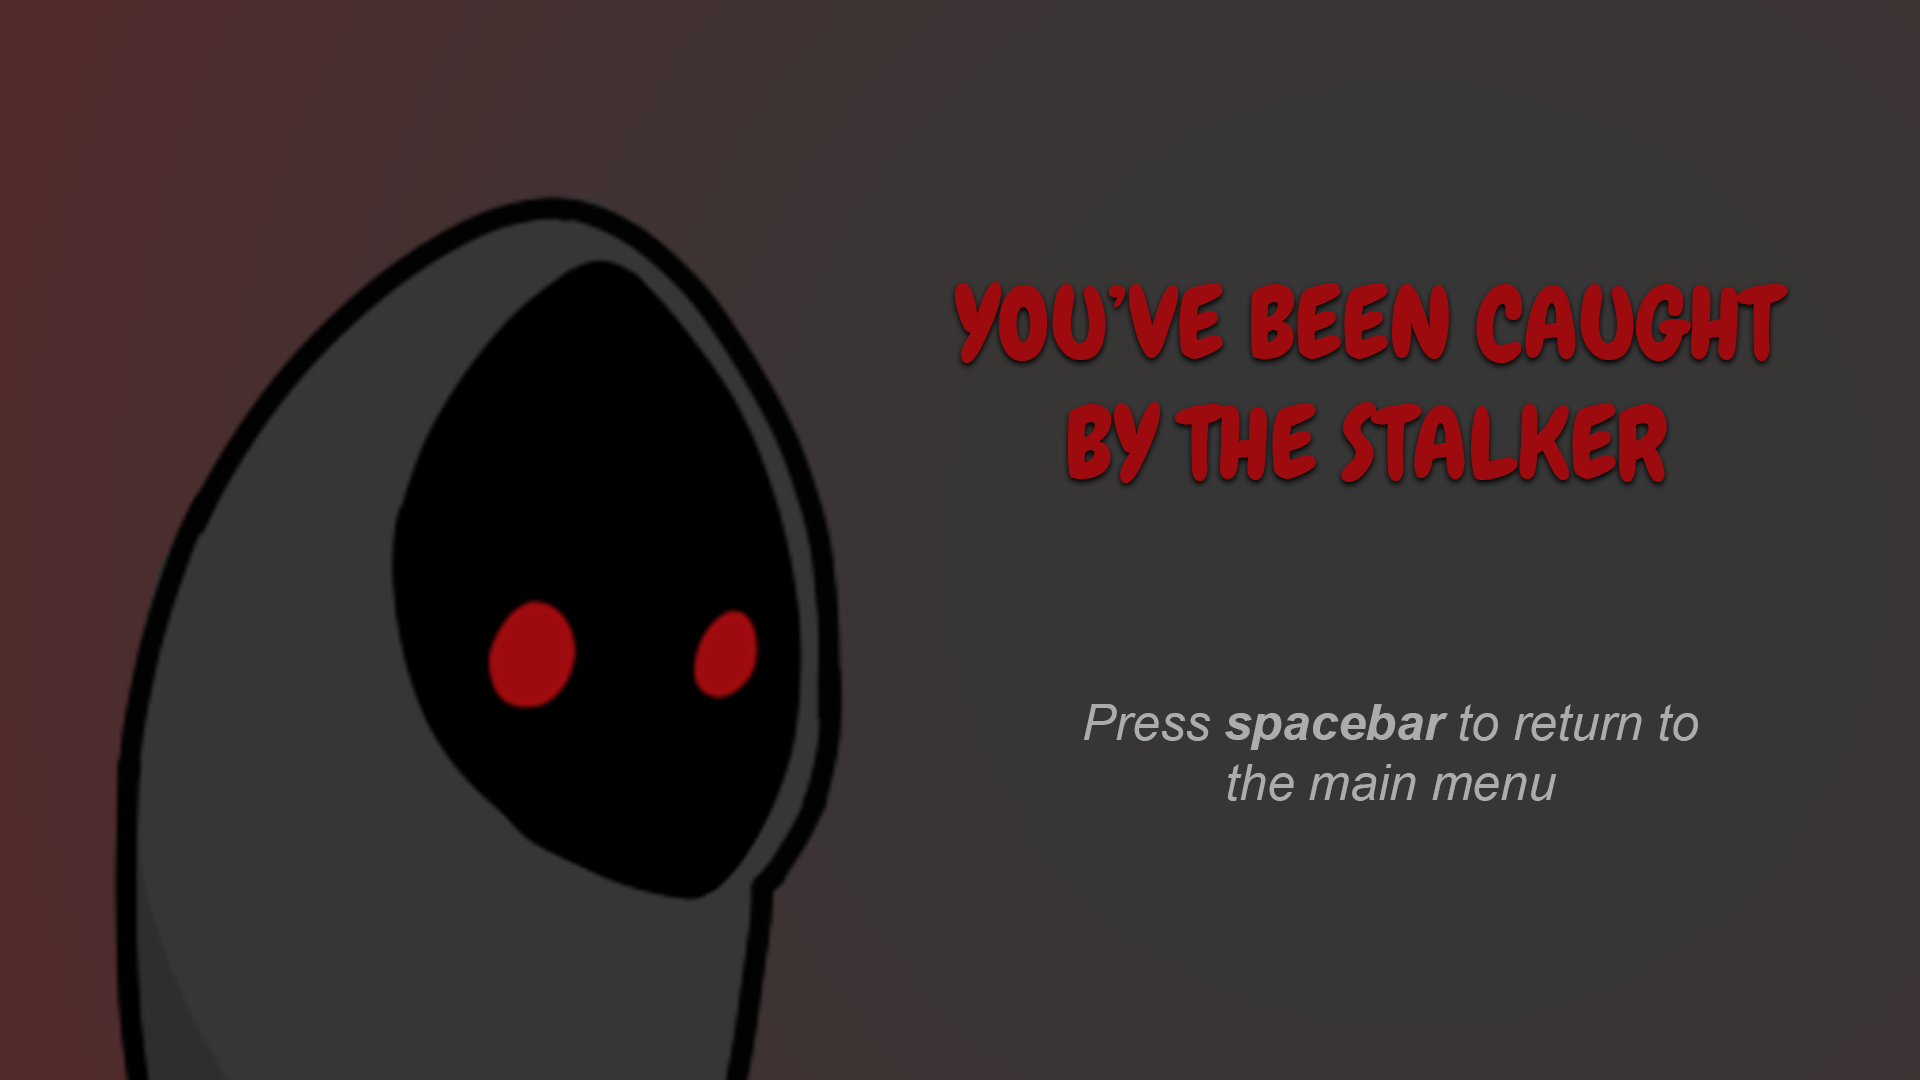 YOU'VE BEEN CAUGHT
BY THE STALKER
Press spacebar to return to
the main menu